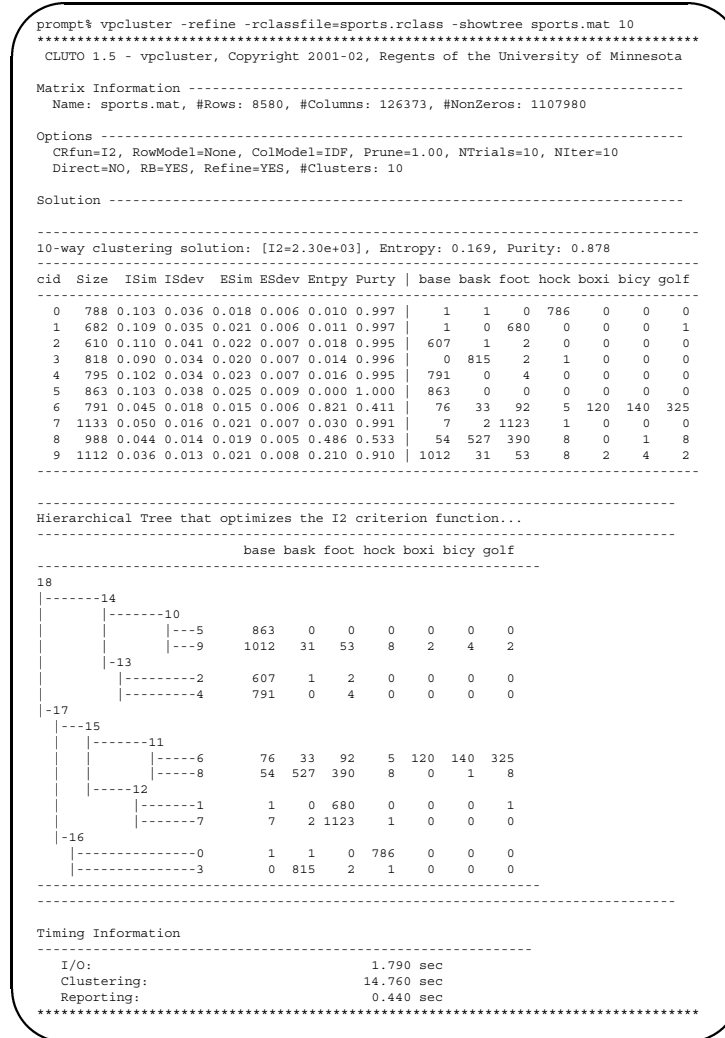 prompt% vpcluster -refine -rclassfile=sports.rclass -showtree sports.mat 10
********************************************************************************
CLUTO 1.5 - vpcluster, Copyright 2001-02, Regents of the University of Minnesota
Matrix Information -----------------------------------------------------------
Name: sports.mat, #Rows: 8580, #Columns: 126373, #NonZeros: 1107980
Options ----------------------------------------------------------------------
CRfun=I2, RowModel=None, ColModel=IDF, Prune=1.00, NTrials=10, NIter=10
Direct=NO, RB=YES, Refine=YES, #Clusters: 10
Solution ---------------------------------------------------------------------
--------------------------------------------------------------------------------
10-way clustering solution: [I2=2.30e+03], Entropy: 0.169, Purity: 0.878
--------------------------------------------------------------------------------
cid Size ISim ISdev ESim ESdev Entpy Purty | base bask foot hock boxi bicy golf
--------------------------------------------------------------------------------
0 788 0.103 0.036 0.018 0.006 0.010 0.997 | 1 1 0 786 0 0 0
1 682 0.109 0.035 0.021 0.006 0.011 0.997 | 1 0 680 0 0 0 1
2 610 0.110 0.041 0.022 0.007 0.018 0.995 | 607 1 2 0 0 0 0
3 818 0.090 0.034 0.020 0.007 0.014 0.996 | 0 815 2 1 0 0 0
4 795 0.102 0.034 0.023 0.007 0.016 0.995 | 791 0 4 0 0 0 0
5 863 0.103 0.038 0.025 0.009 0.000 1.000 | 863 0 0 0 0 0 0
6 791 0.045 0.018 0.015 0.006 0.821 0.411 | 76 33 92 5 120 140 325
7 1133 0.050 0.016 0.021 0.007 0.030 0.991 | 7 2 1123 1 0 0 0
8 988 0.044 0.014 0.019 0.005 0.486 0.533 | 54 527 390 8 0 1 8
9 1112 0.036 0.013 0.021 0.008 0.210 0.910 | 1012 31 53 8 2 4 2
--------------------------------------------------------------------------------
-----------------------------------------------------------------------------
Hierarchical Tree that optimizes the I2 criterion function...
-----------------------------------------------------------------------------
base bask foot hock boxi bicy golf
-------------------------------------------------------------
18
|-------14
| |-------10
| | |---5 863 0 0 0 0 0 0
| | |---9 1012 31 53 8 2 4 2
| |-13
| |---------2 607 1 2 0 0 0 0
| |---------4 791 0 4 0 0 0 0
|-17
|---15
| |-------11
| | |-----6 76 33 92 5 120 140 325
| | |-----8 54 527 390 8 0 1 8
| |-----12
| |-------1 1 0 680 0 0 0 1
| |-------7 7 2 1123 1 0 0 0
|-16
|---------------0 1 1 0 786 0 0 0
|---------------3 0 815 2 1 0 0 0
-------------------------------------------------------------
-----------------------------------------------------------------------------
Timing Information
------------------------------------------------------------
I/O: 1.790 sec
Clustering: 14.760 sec
Reporting: 0.440 sec
********************************************************************************